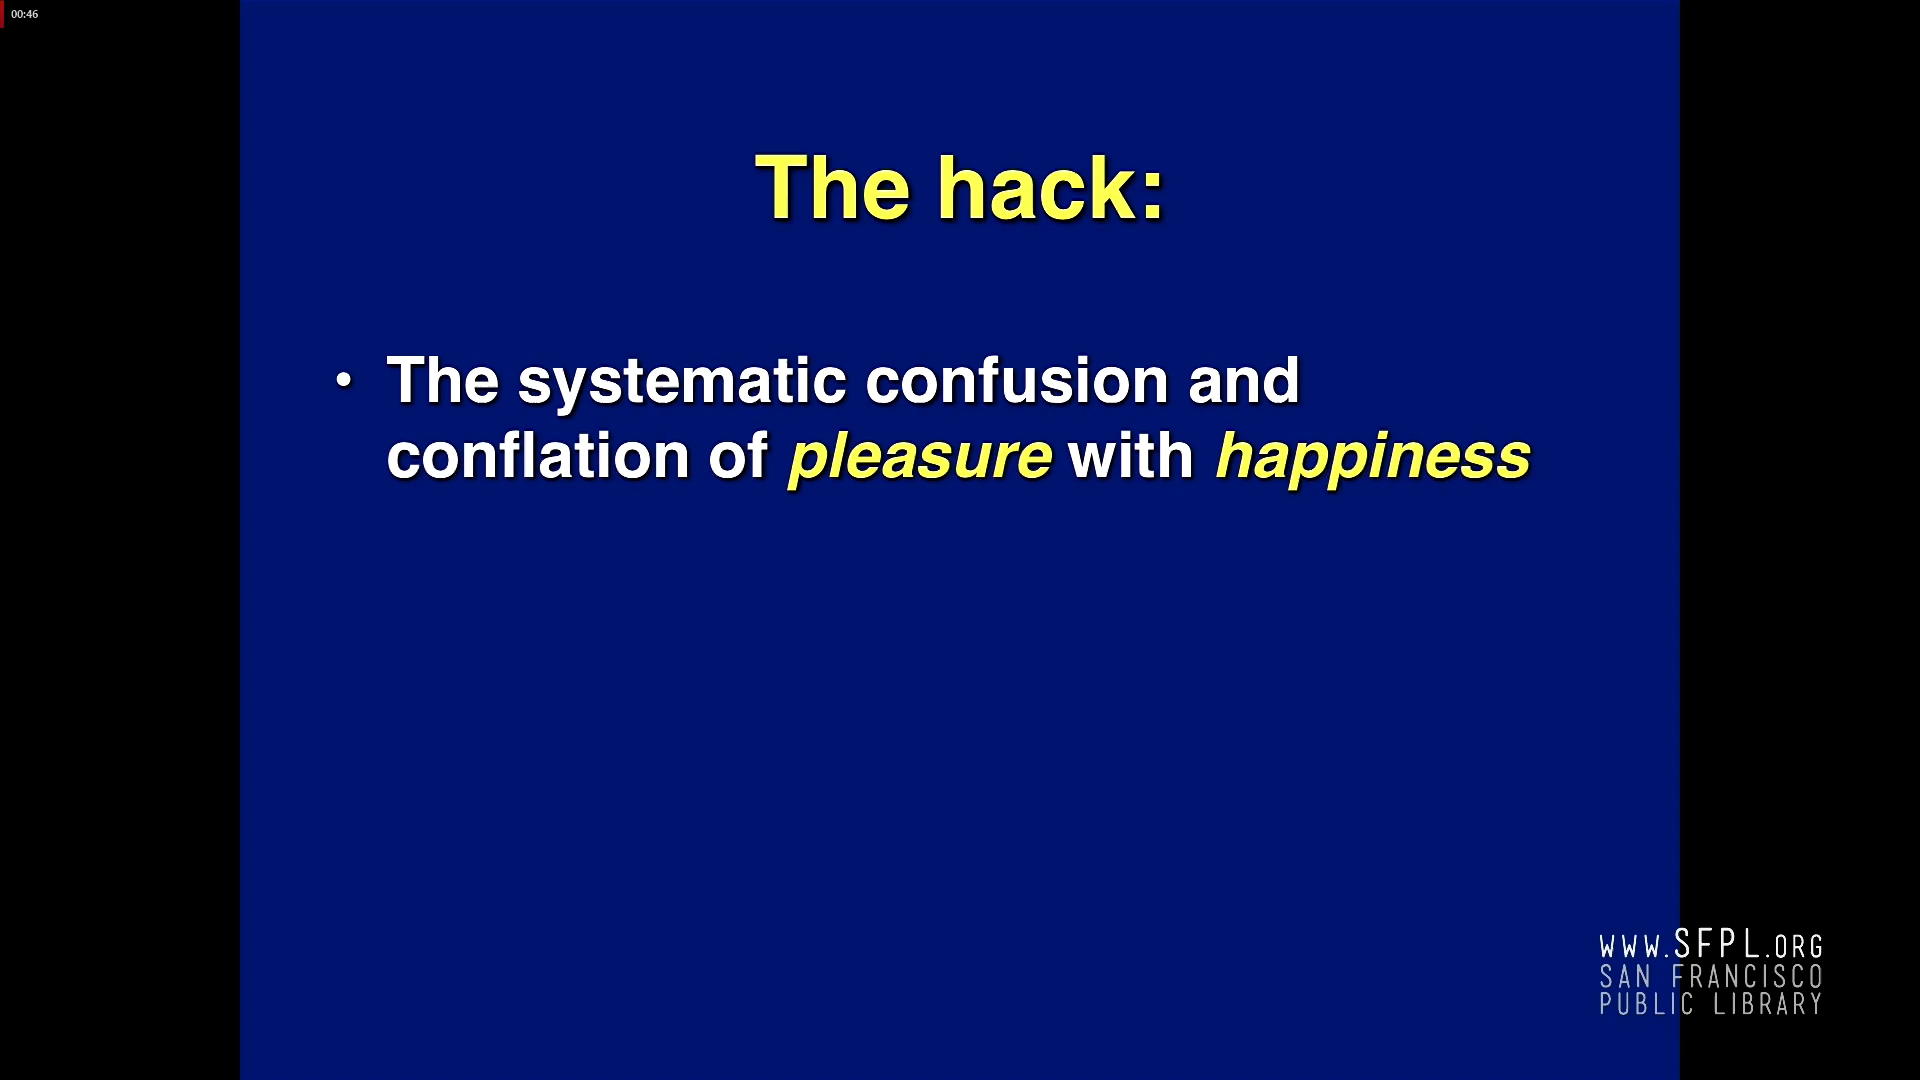 00:46
The hack:
• The systematic confusion and
conflation of pleasure with happiness
WWW.SFPL.ORG
SAN FRANCISCO
PUBLIC LIBRARY